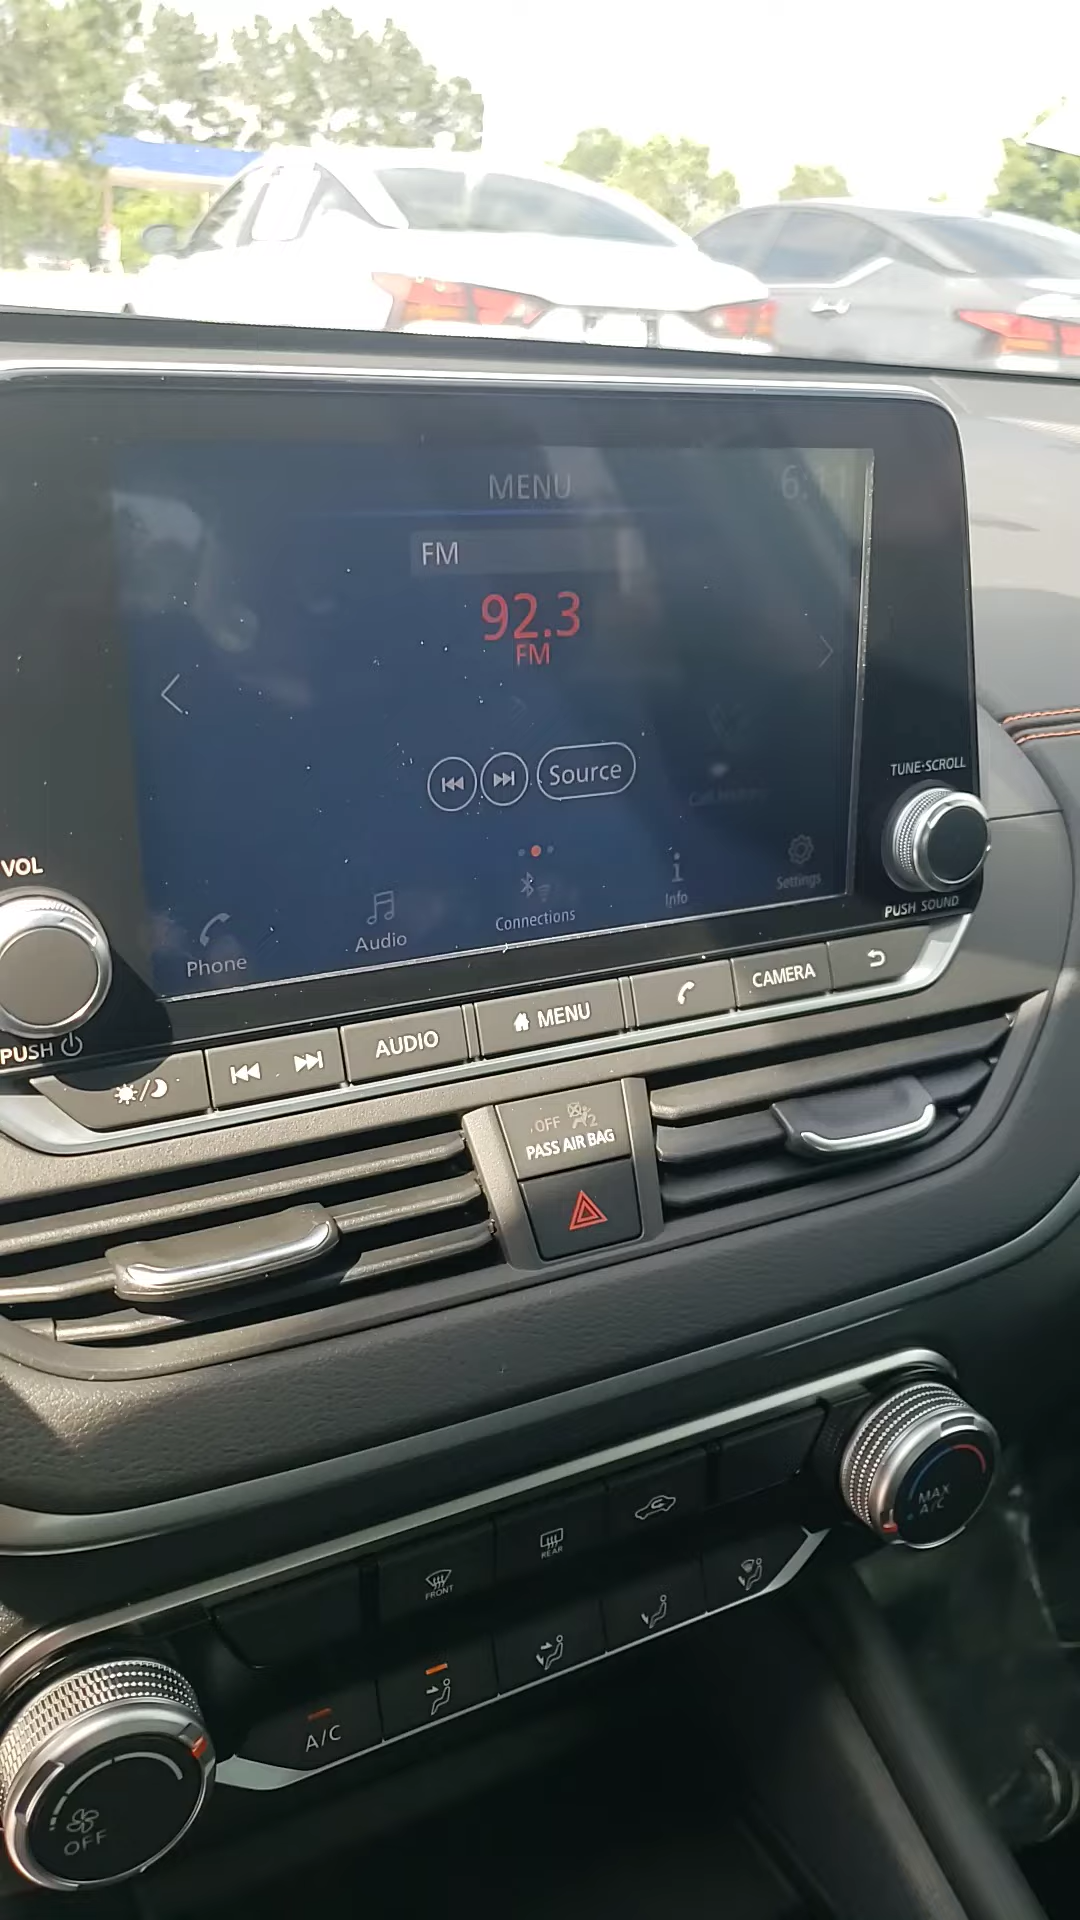 MENU
FM
92.3
FM
Source
TUNE·SCROLL
VOL
Settings
Info
Connections
Audio
Phone
PUSH SOUND
PUSH
CAMERA
MENU
AUDIO
OFF 2
PASS AIR BAG
MAX
A/C
REAR
FRONT
A/C
OFF